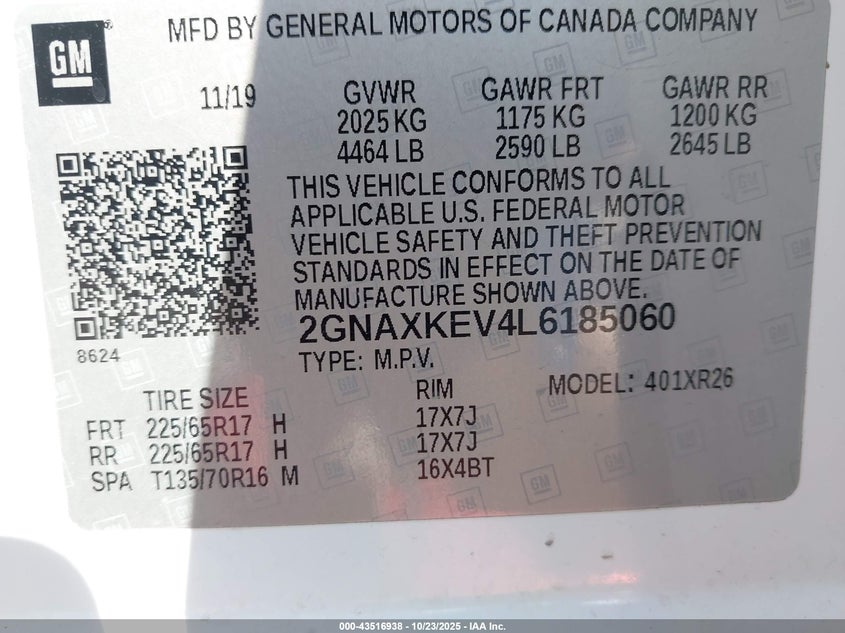 GM
MFD BY GENERAL MOTORS OF CANADA COMPANY
11/19 GVWR GAWR FRT GAWR RR
2025 KG 1175 KG 1200 KG
4464 LB 2590 LB 2645 LB
THIS VEHICLE CONFORMS TO ALL
APPLICABLE U.S. FEDERAL MOTOR
VEHICLE SAFETY AND THEFT PREVENTION
STANDARDS IN EFFECT ON THE DATE OF
MANUFACTURE SHOWN ABOVE.
2GNAXKEV4L6185060
8624
TYPE: M.P.V.
TIRE SIZE RIM MODEL: 401XR26
FRT 225/65R17 H 17X7J
RR 225/65R17 H 17X7J
SPA T135/70R16 M 16X4BT
000-43516938 - 10/23/2025 - IAA Inc.